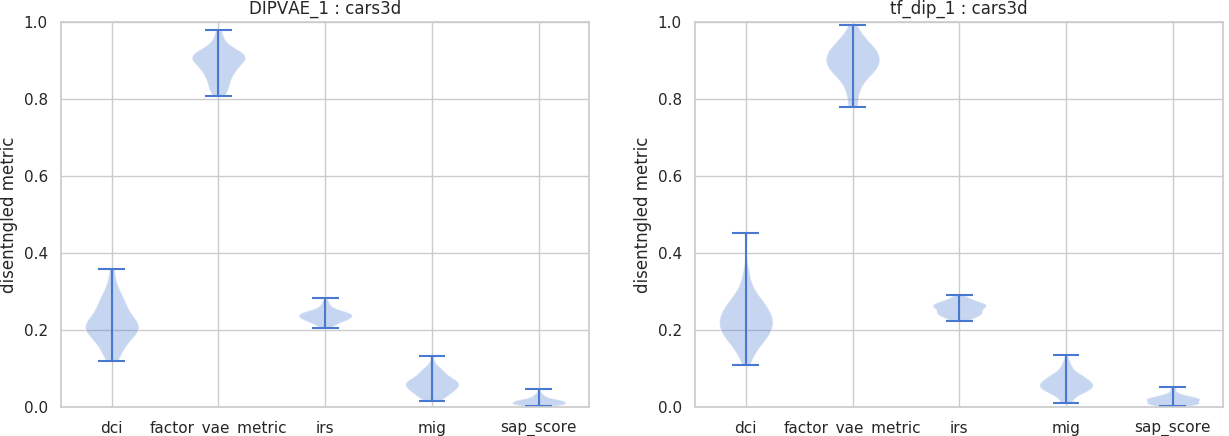 DIPVAE_1 : cars3d
1.0
0.8
0.6
0.4
0.2
0.0
disentngled metric
dci
factor_vae_metric
irs
mig
sap_score
tf_dip_1 : cars3d
1.0
0.8
0.6
0.4
0.2
0.0
disentngled metric
dci
factor_vae_metric
irs
mig
sap_score